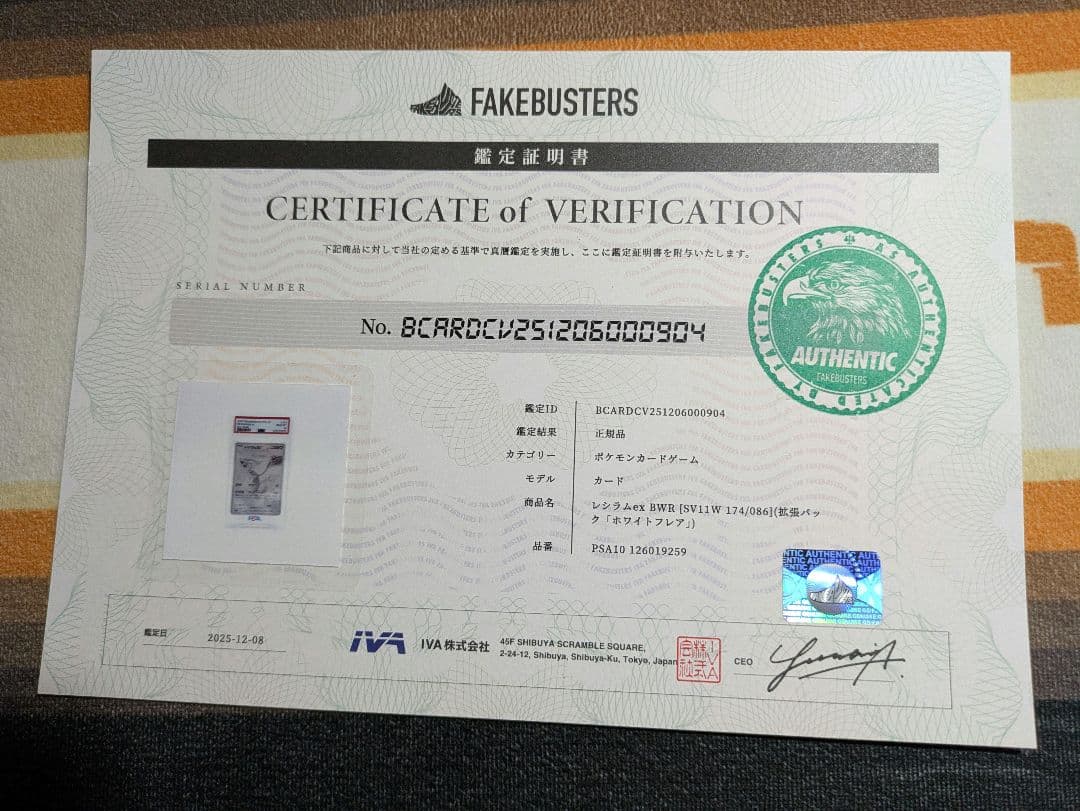 FAKEBUSTERS
鑑定証明書
CERTIFICATE of VERIFICATION
下記商品に対して当社の定める基準で真贋鑑定を実施し、ここに鑑定証明書を附与いたします。
SERIAL NUMBER
No. BCARDCV251206000904
AS AUTHENTICATED BY FAKEBUSTERS
AUTHENTIC
FAKEBUSTERS
鑑定ID BCARDCV251206000904
鑑定結果 正規品
カテゴリー ポケモンカードゲーム
モデル カード
商品名 レシラムex BWR [SV11W 174/086](拡張パッ
ク「ホワイトフレア」)
品番 PSA10 126019259
鑑定日 2025-12-08
IVA IVA株式会社
45F SHIBUYA SCRAMBLE SQUARE,
2-24-12, Shibuya, Shibuya-Ku, Tokyo, Japan
CEO